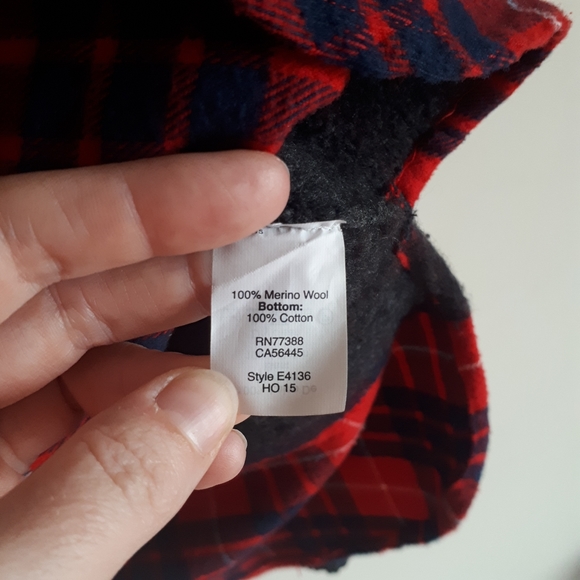 100% Merino Wool
Bottom:
100% Cotton
RN77388
CA56445
Style E4136
HO 15